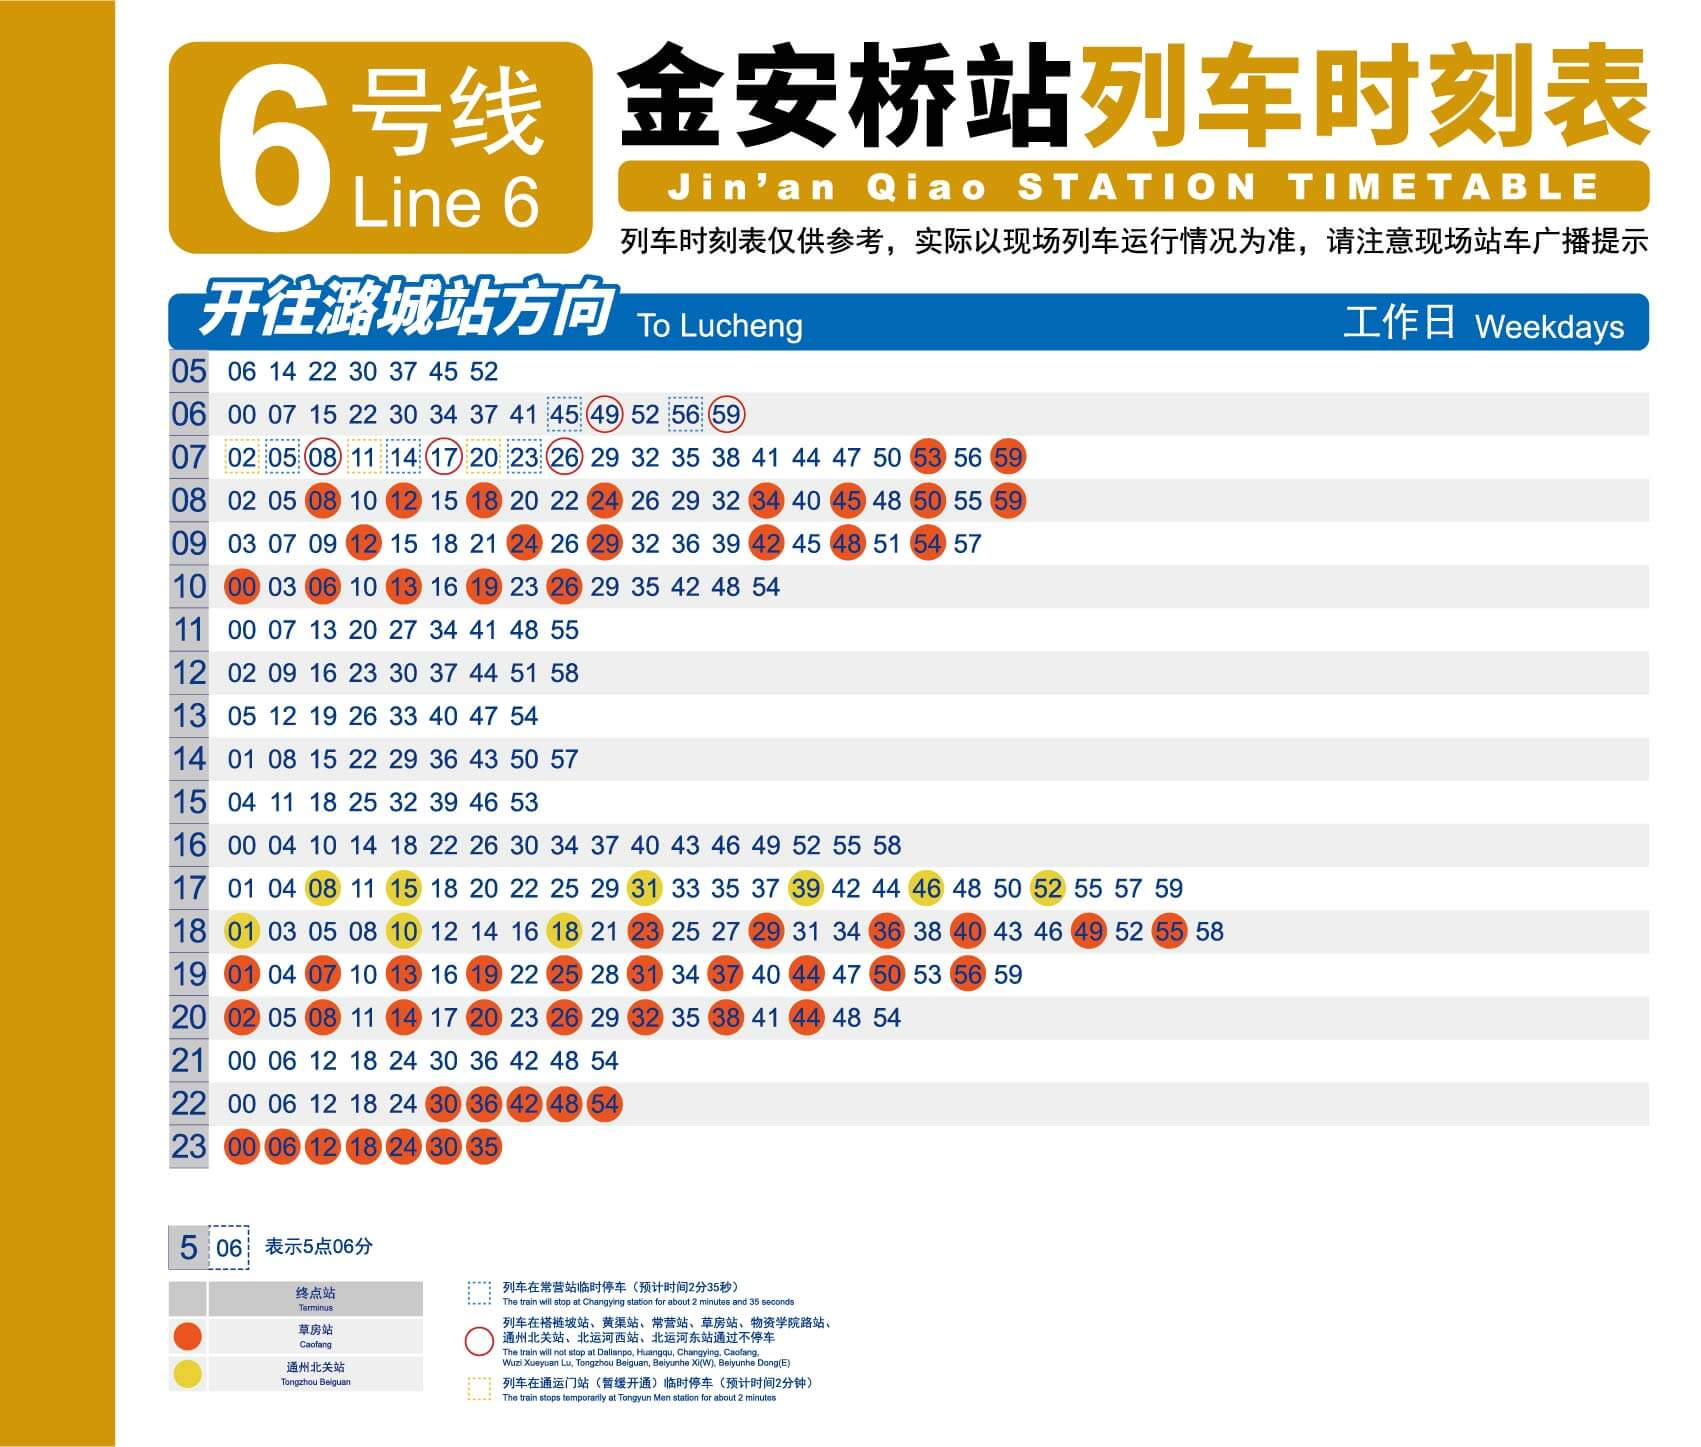 6号线
Line 6
金安桥站列车时刻表
Jin'an Qiao STATION TIMETABLE
列车时刻表仅供参考，实际以现场列车运行情况为准，请注意现场站车广播提示
开往潞城站方向 To Lucheng 工作日 Weekdays
05 06 14 22 30 37 45 52
06 00 07 15 22 30 34 37 41 45 49 52 56 59
07 02 05 08 11 14 17 20 23 26 29 32 35 38 41 44 47 50 53 56 59
08 02 05 08 10 12 15 18 20 22 24 26 29 32 34 40 45 48 50 55 59
09 03 07 09 12 15 18 21 24 26 29 32 36 39 42 45 48 51 54 57
10 00 03 06 10 13 16 19 23 26 29 35 42 48 54
11 00 07 13 20 27 34 41 48 55
12 02 09 16 23 30 37 44 51 58
13 05 12 19 26 33 40 47 54
14 01 08 15 22 29 36 43 50 57
15 04 11 18 25 32 39 46 53
16 00 04 10 14 18 22 26 30 34 37 40 43 46 49 52 55 58
17 01 04 08 11 15 18 20 22 25 29 31 33 35 37 39 42 44 46 48 50 52 55 57 59
18 01 03 05 08 10 12 14 16 18 21 23 25 27 29 31 34 36 38 40 43 46 49 52 55 58
19 01 04 07 10 13 16 19 22 25 28 31 34 37 40 44 47 50 53 56 59
20 02 05 08 11 14 17 20 23 26 29 32 35 38 41 44 48 54
21 00 06 12 18 24 30 36 42 48 54
22 00 06 12 18 24 30 36 42 48 54
23 00 06 12 18 24 30 35
5 06 表示5点06分
终点站
Terminus
草房站
Caofang
通州北关站
Tongzhou Beiguan
列车在常营站临时停车（预计时间2分35秒）
The train will stop at Changying station for about 2 minutes and 35 seconds
列车在褡裢坡站、黄渠站、常营站、草房站、物资学院路站、
通州北关站、北运河西站、北运河东站通过不停车
The train will not stop at Dalianpo, Huangqu, Changying, Caofang,
Wuzi Xueyuan Lu, Tongzhou Beiguan, Beiyunhe Xi(W), Beiyunhe Dong(E)
列车在通运门站（暂缓开通）临时停车（预计时间2分钟）
The train stops temporarily at Tongyun Men station for about 2 minutes